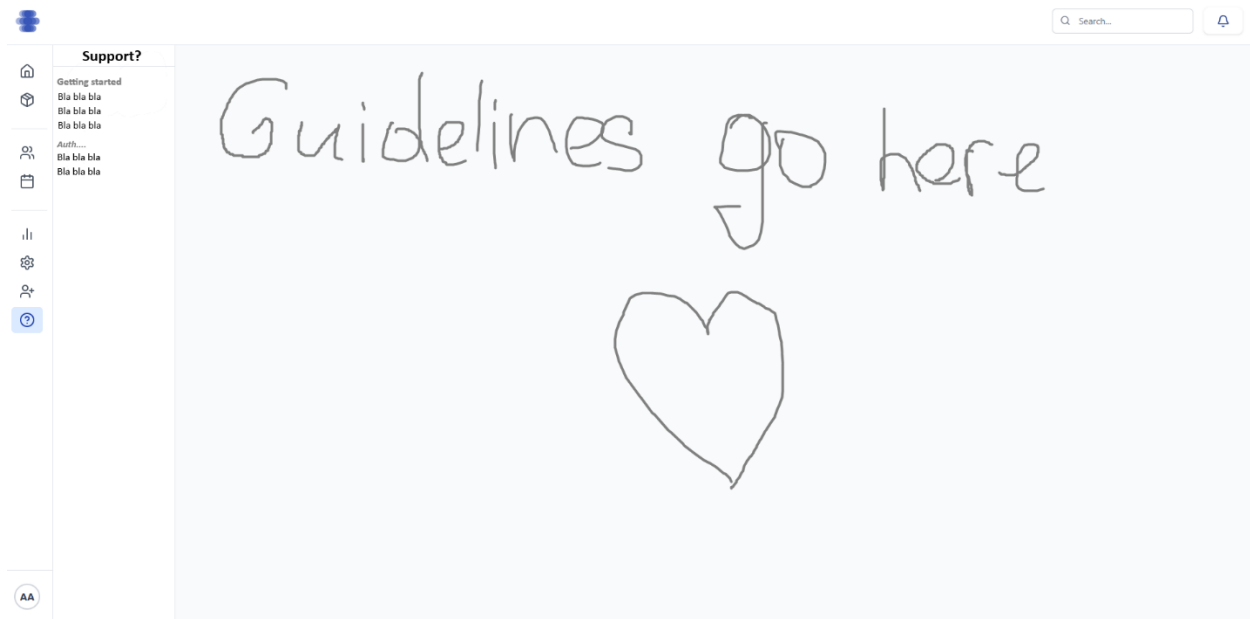 Search...
Support?
Getting started
Bla bla bla
Bla bla bla
Bla bla bla
Auth....
Bla bla bla
Bla bla bla
Guidelines go here
AA